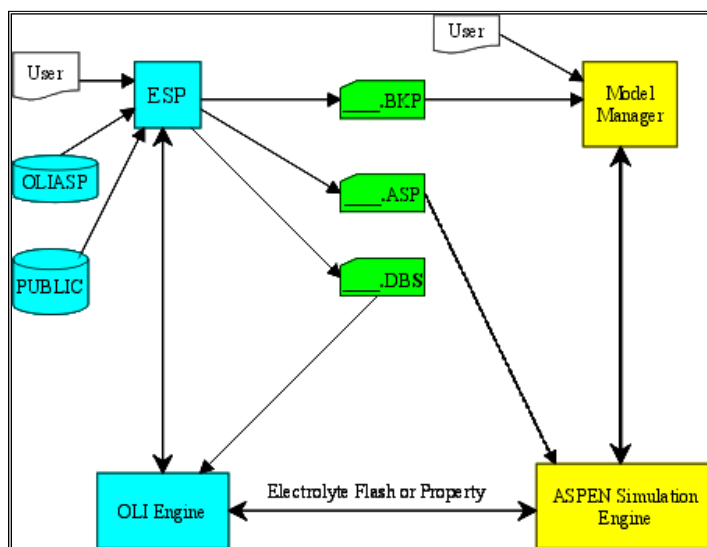 User
User
ESP
____.BKP
Model
Manager
OLIASP
____.ASP
PUBLIC
____.DBS
Electrolyte Flash or Property
OLI Engine
ASPEN Simulation
Engine